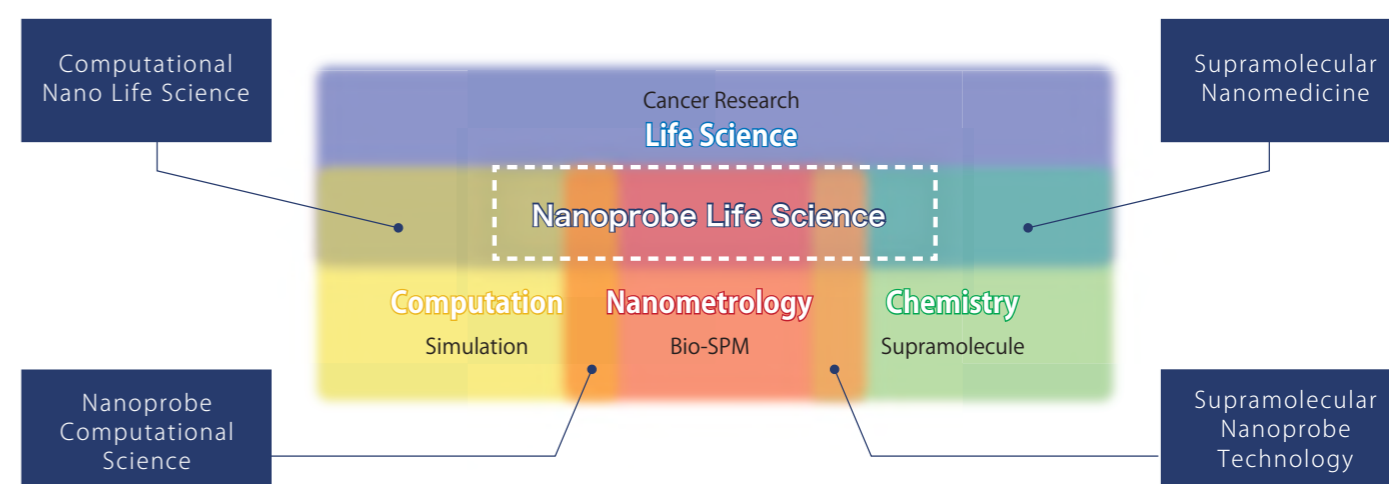 Computational
Nano Life Science
Supramolecular
Nanomedicine
Cancer Research
Life Science
Nanoprobe Life Science
Computation
Nanometrology
Chemistry
Simulation
Bio-SPM
Supramolecule
Nanoprobe
Computational
Science
Supramolecular
Nanoprobe
Technology